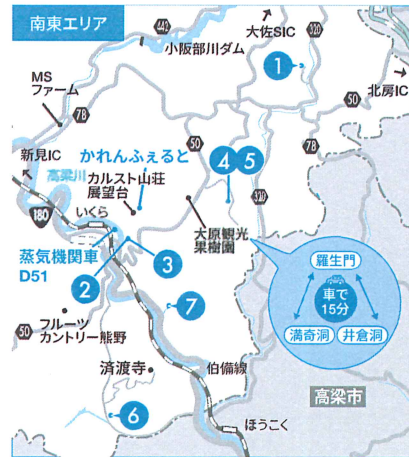 南東エリア
442
小阪部川ダム
大佐SIC
320
1
北房IC
MS
ファーム
78
50
50
78
新見IC
かれんふぇると
4 5
高梁川
カルスト山荘
展望台
320
180
いくら
大原観光
果樹園
蒸気機関車
D51
3
2
羅生門
車で
15分
満奇洞
井倉洞
7
50
フルーツ
カントリー熊野
済渡寺
伯備線
高梁市
6
ほうこく